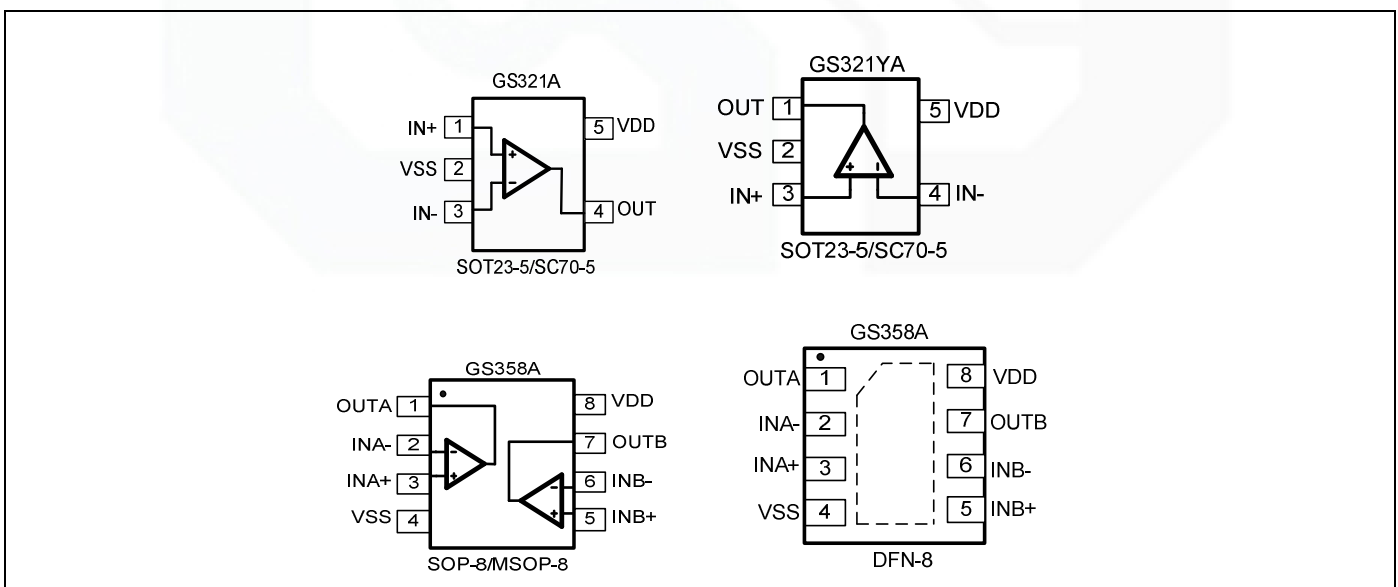 GS321A
IN+ 1
VSS 2
IN- 3
5 VDD
4 OUT
+
-
SOT23-5/SC70-5
GS321YA
OUT 1
VSS 2
IN+ 3
5 VDD
4 IN-
+ -
SOT23-5/SC70-5
GS358A
OUTA 1
INA- 2
INA+ 3
VSS 4
8 VDD
7 OUTB
6 INB-
5 INB+
-
+
-
+
SOP-8/MSOP-8
GS358A
OUTA 1
INA- 2
INA+ 3
VSS 4
8 VDD
7 OUTB
6 INB-
5 INB+
DFN-8